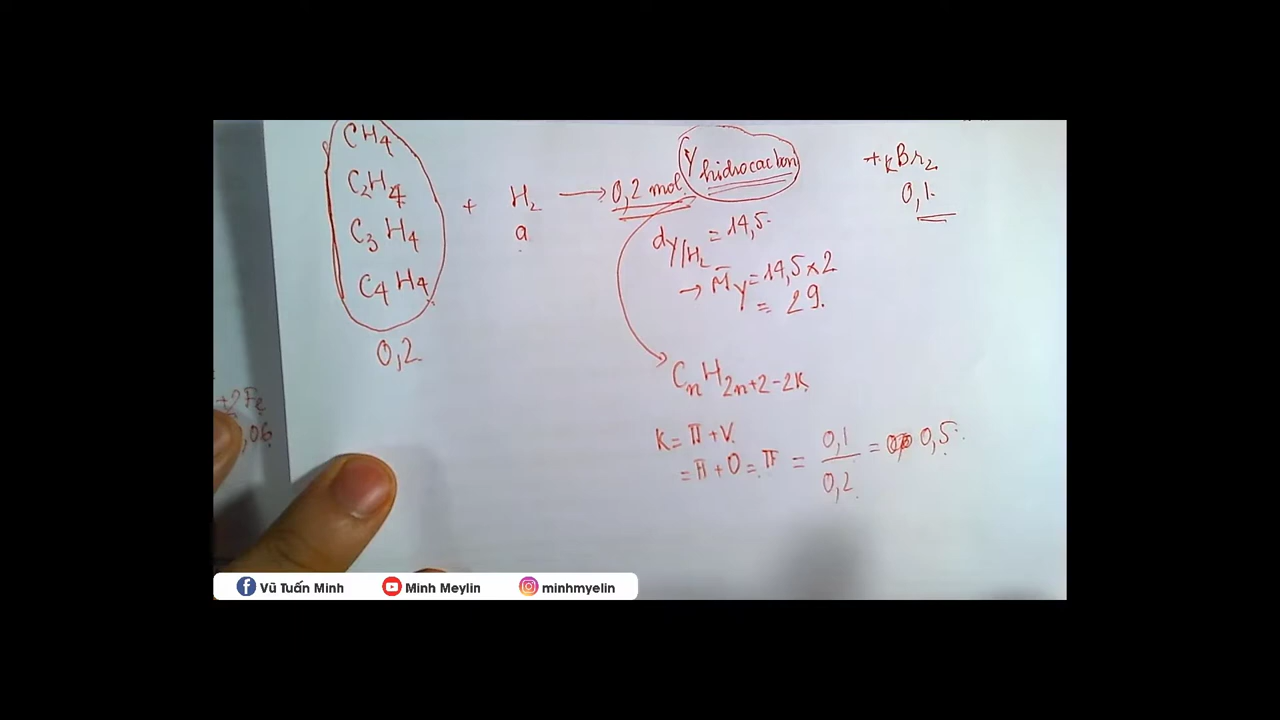 CH4
C2H4
C3H4
C4H4
0,2
+ H2 → 0,2 mol Y hidrocacbon
a
+ kBr2
0,1
dY/H2 = 14,5
→ M̄Y = 14,5 x 2
= 29.
CnH2n+2-2K
K = π + V.
= π + 0 = π = 0,1/0,2 = 0,5.
+2Fe
,06
Vũ Tuấn Minh Minh Meylin minhmyelin